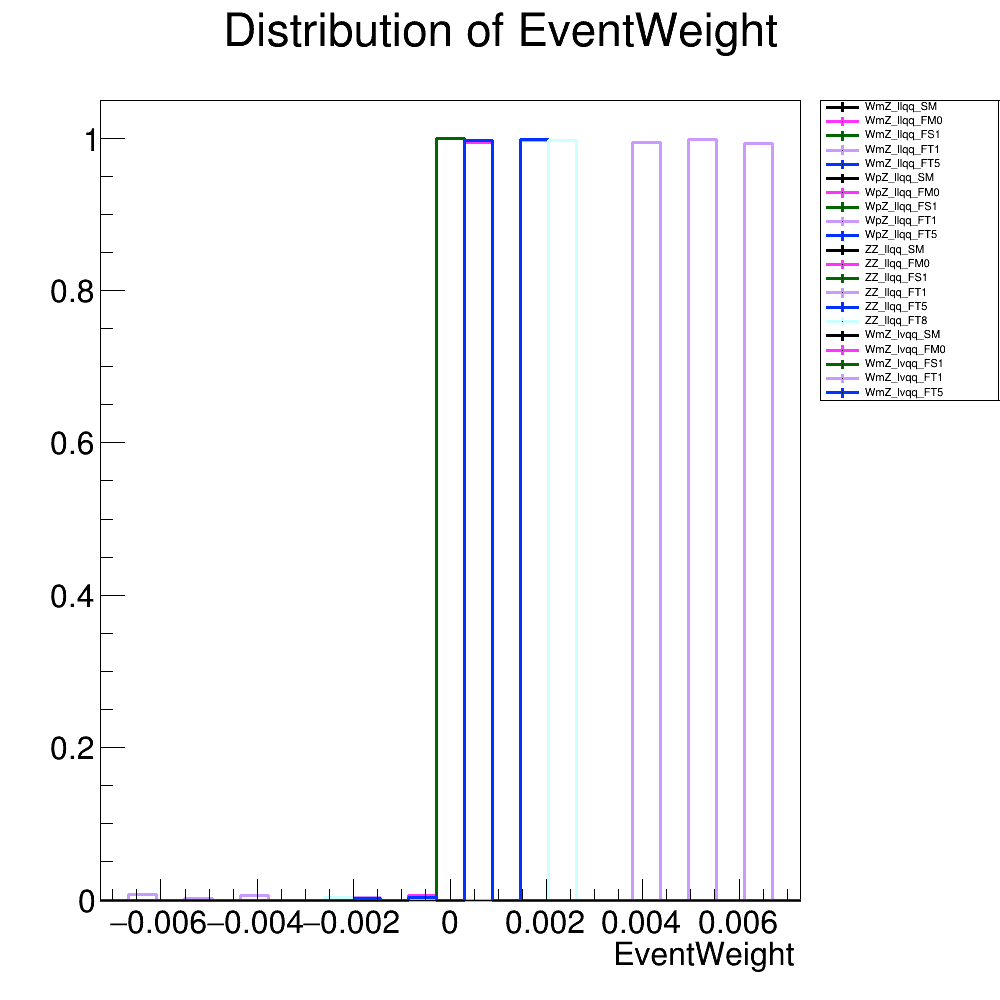 Distribution of EventWeight
WmZ_llqq_SM
WmZ_llqq_FM0
WmZ_llqq_FS1
WmZ_llqq_FT1
WmZ_llqq_FT5
WpZ_llqq_SM
WpZ_llqq_FM0
WpZ_llqq_FS1
WpZ_llqq_FT1
WpZ_llqq_FT5
ZZ_llqq_SM
ZZ_llqq_FM0
ZZ_llqq_FS1
ZZ_llqq_FT1
ZZ_llqq_FT5
ZZ_llqq_FT8
WmZ_lvqq_SM
WmZ_lvqq_FM0
WmZ_lvqq_FS1
WmZ_lvqq_FT1
WmZ_lvqq_FT5
1
0.8
0.6
0.4
0.2
0
−0.006 −0.004 −0.002 0 0.002 0.004 0.006
EventWeight